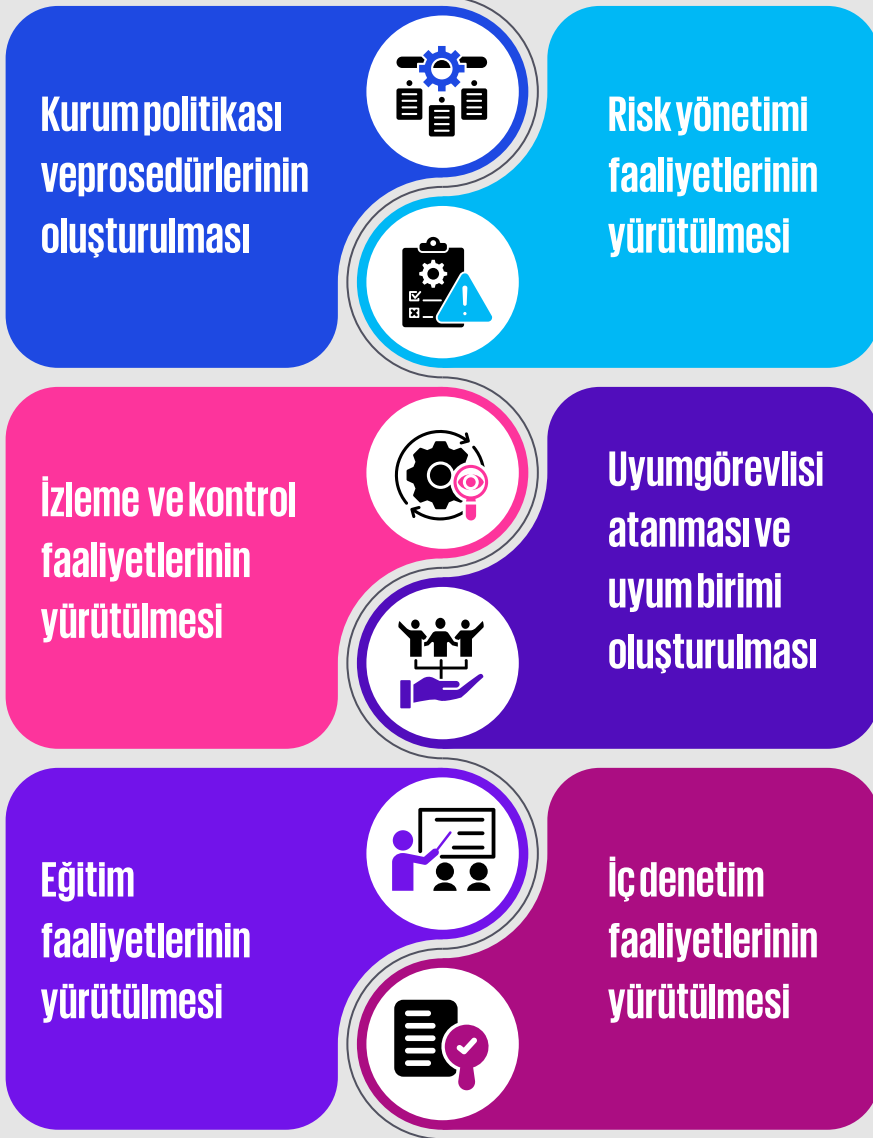 Kurum politikası
veprosedürlerinin
oluşturulması
Risk yönetimi
faaliyetlerinin
yürütülmesi
İzleme ve kontrol
faaliyetlerinin
yürütülmesi
Uyumgörevlisi
atanması ve
uyum birimi
oluşturulması
Eğitim
faaliyetlerinin
yürütülmesi
İç denetim
faaliyetlerinin
yürütülmesi